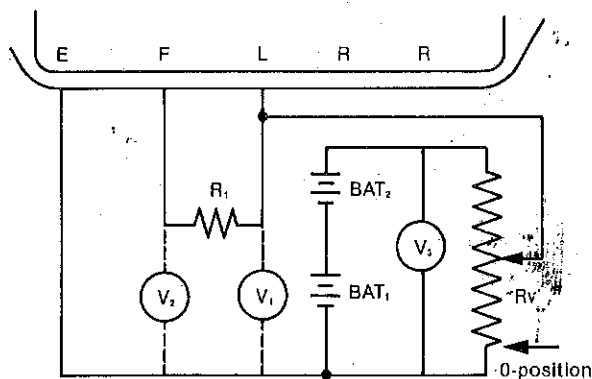 E F L R R
R₁
BAT₂
V₃
V₂
V₁
BAT₁
Rv
0-position